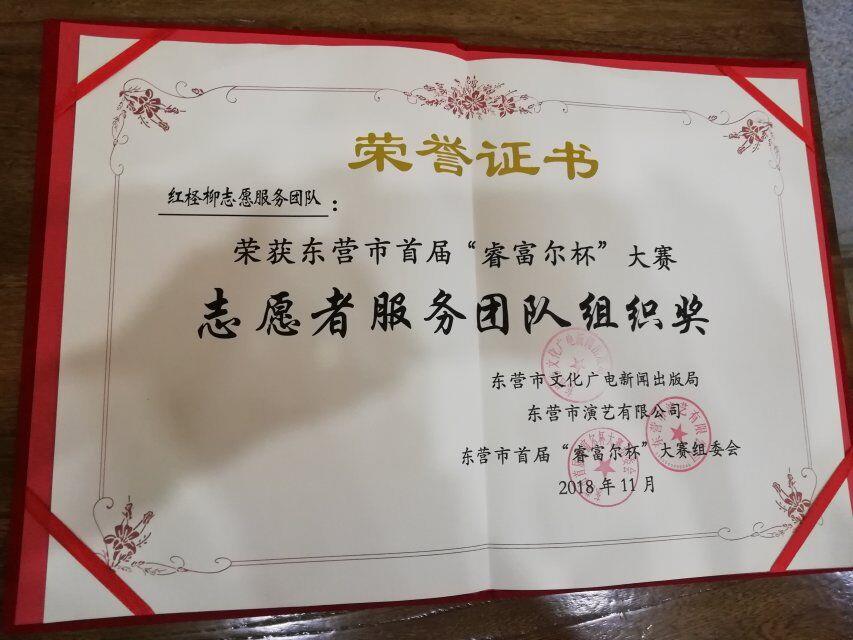 荣誉证书
红柽柳志愿服务团队：
荣获东营市首届“睿富尔杯”大赛
志愿者服务团队组织奖
东营市文化广电新闻出版局
东营市演艺有限公司
东营市首届“睿富尔杯”大赛组委会
2018年11月